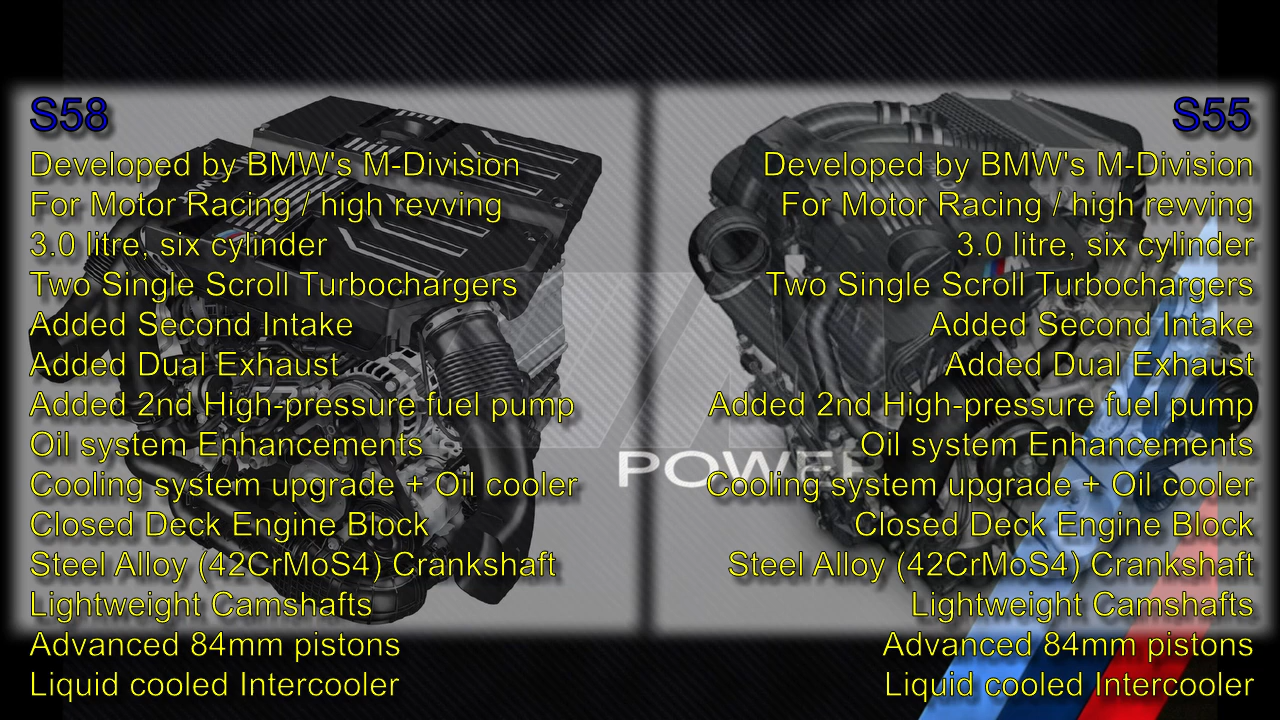 S58
Developed by BMW's M-Division
For Motor Racing / high revving
3.0 litre, six cylinder
Two Single Scroll Turbochargers
Added Second Intake
Added Dual Exhaust
Added 2nd High-pressure fuel pump
Oil system Enhancements
Cooling system upgrade + Oil cooler
Closed Deck Engine Block
Steel Alloy (42CrMoS4) Crankshaft
Lightweight Camshafts
Advanced 84mm pistons
Liquid cooled Intercooler
S55
Developed by BMW's M-Division
For Motor Racing / high revving
3.0 litre, six cylinder
Two Single Scroll Turbochargers
Added Second Intake
Added Dual Exhaust
Added 2nd High-pressure fuel pump
Oil system Enhancements
Cooling system upgrade + Oil cooler
Closed Deck Engine Block
Steel Alloy (42CrMoS4) Crankshaft
Lightweight Camshafts
Advanced 84mm pistons
Liquid cooled Intercooler
M
POWER